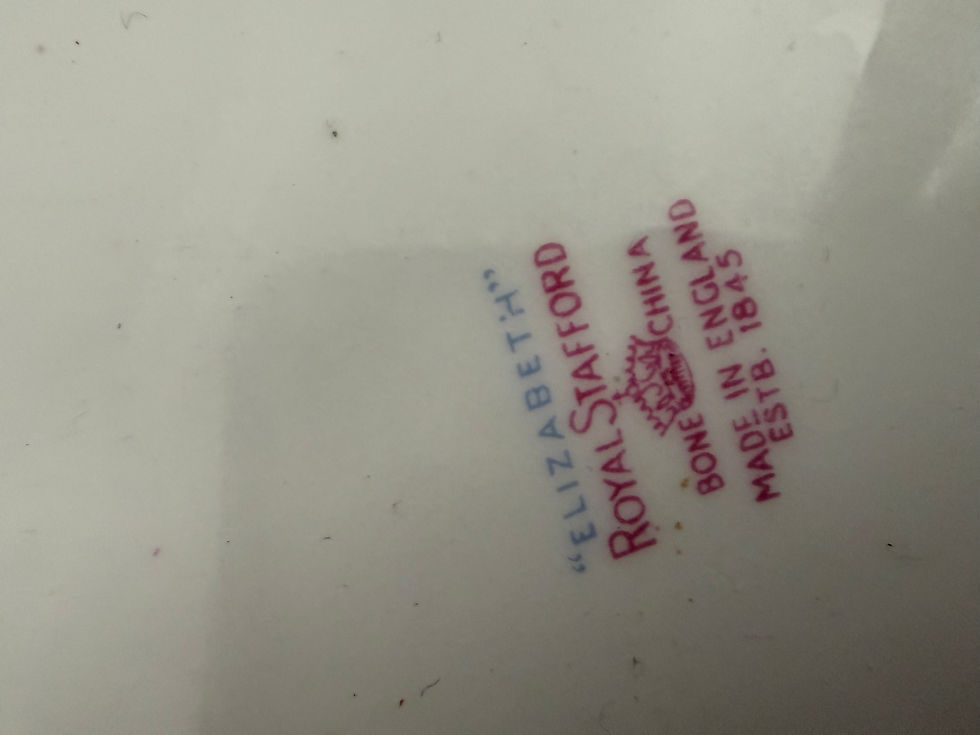 "ELIZABETH"
ROYAL STAFFORD
BONE CHINA
MADE IN ENGLAND
ESTB. 1845